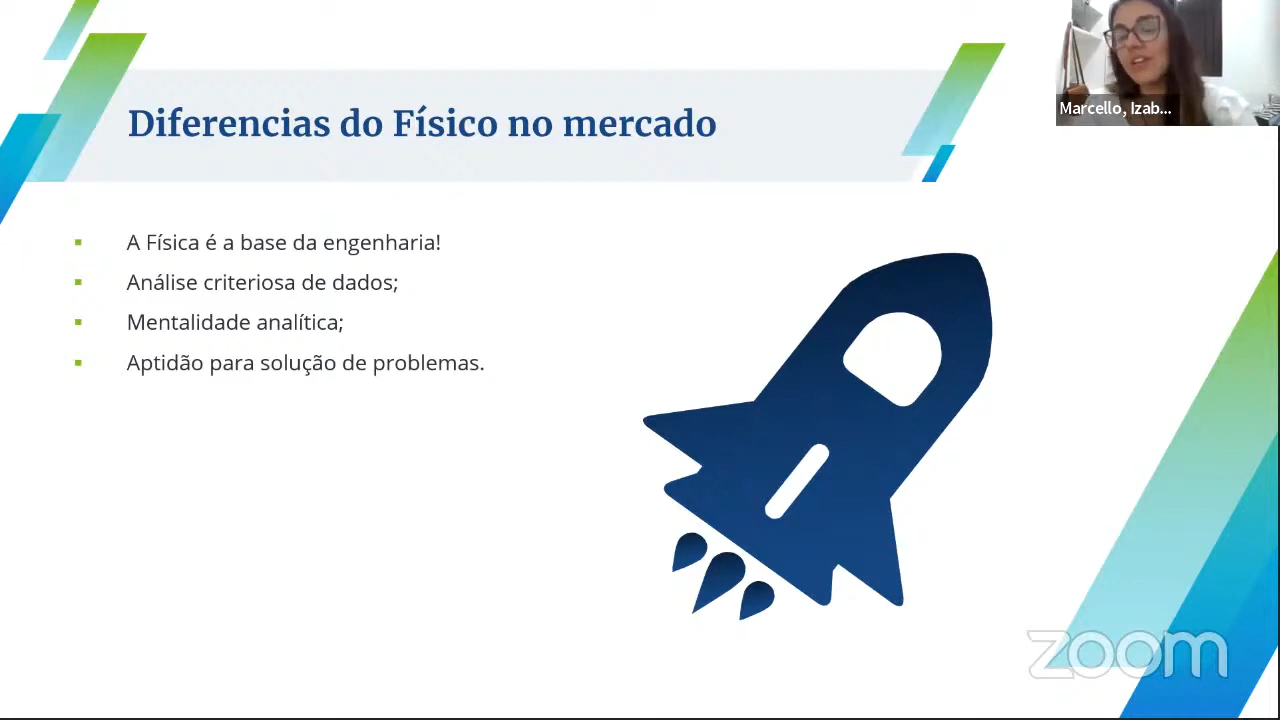 Diferencias do Físico no mercado
Marcello, Izab...
A Física é a base da engenharia!
Análise criteriosa de dados;
Mentalidade analítica;
Aptidão para solução de problemas.
zoom